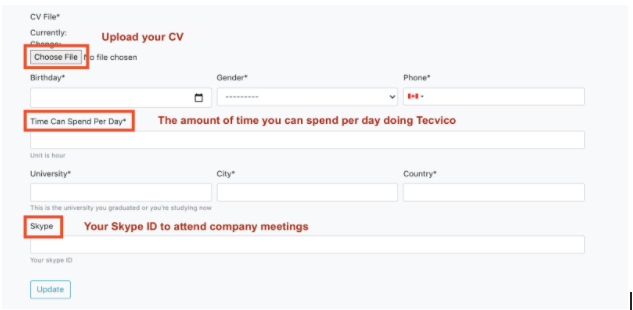 CV File*
Currently:
Upload your CV
Change:
Choose File No file chosen
Birthday* Gender* Phone*
---------
Time Can Spend Per Day* The amount of time you can spend per day doing Tecvico
Unit is hour
University* City* Country*
This is the university you graduated or you're studying now
Skype Your Skype ID to attend company meetings
Your skype ID
Update